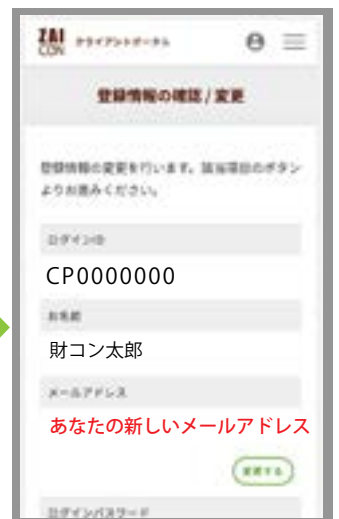 ZAI
CON クライアントポータル
登録情報の確認 / 変更
登録情報の変更を行います。該当項目のボタン
よりお進みください。
ログインID
CP0000000
お名前
財コン太郎
メールアドレス
あなたの新しいメールアドレス
変更する
ログインパスワード